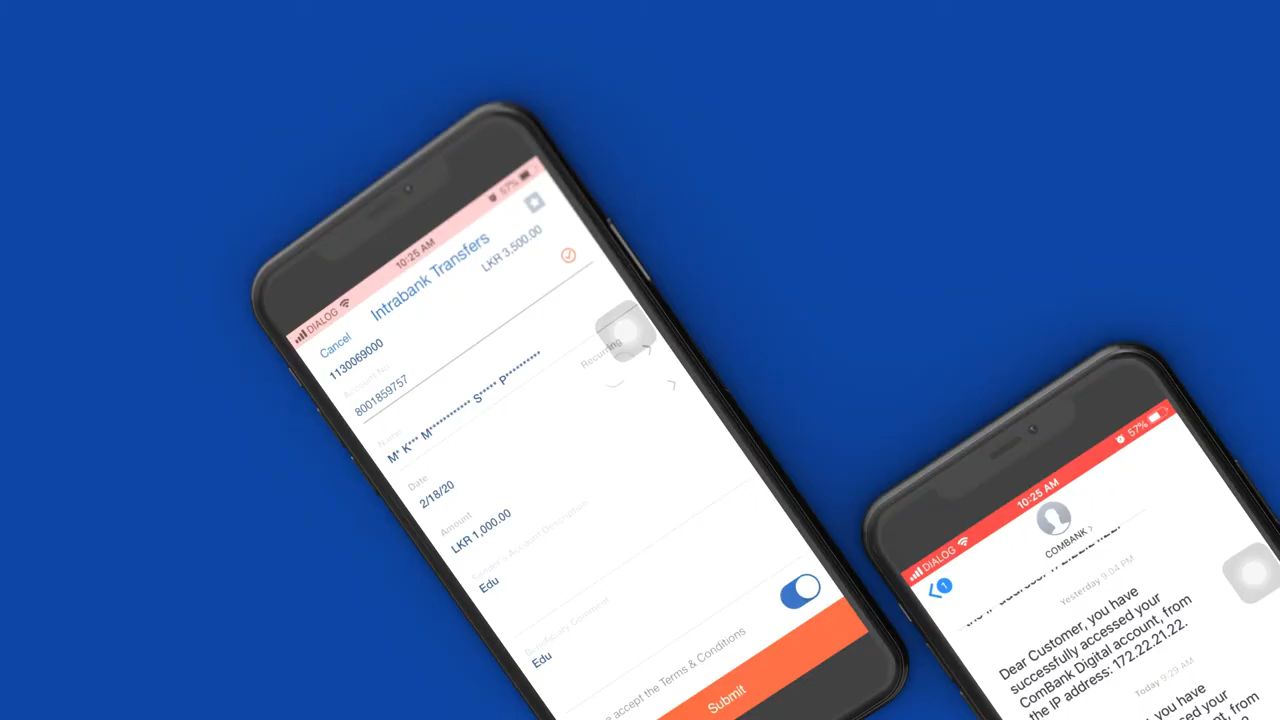 DIALOG
10:25 AM
57%
Cancel
Intrabank Transfers
1130069000
LKR 3,500.00
Account No
8001859757
Name
M* K*** M*********** S***** P**********
Recurring
Date
2/18/20
Amount
LKR 1,000.00
Sender's Account Description
Edu
Beneficiary Comment
Edu
accept the Terms & Conditions
Submit
DIALOG
10:25 AM
57%
1
COMBANK
Yesterday 9:04 PM
Dear Customer, you have
successfully accessed your
ComBank Digital account, from
the IP address: 172.22.21.22.
Today 9:29 AM
you have
accessed your
from